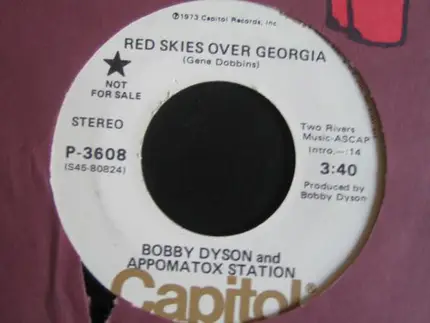 ℗1973 Capitol Records, Inc.
RED SKIES OVER GEORGIA
(Gene Dobbins)
★
NOT
FOR SALE
STEREO
P-3608
(S45-80824)
Two Rivers
Music-ASCAP
Intro.–:14
3:40
Produced by
Bobby Dyson
BOBBY DYSON and
APPOMATOX STATION
Capitol